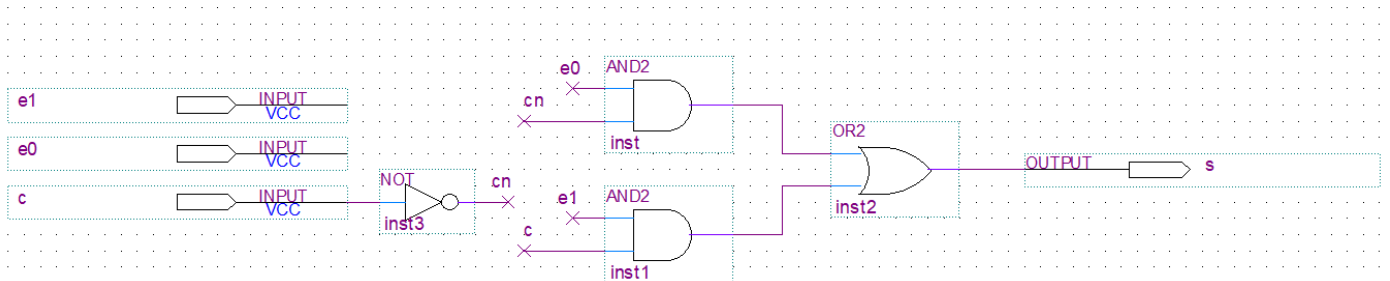 e1
INPUT
VCC
e0
INPUT
VCC
c
INPUT
VCC
NOT
inst3
cn
e0
cn
AND2
inst
e1
c
AND2
inst1
OR2
inst2
OUTPUT
s